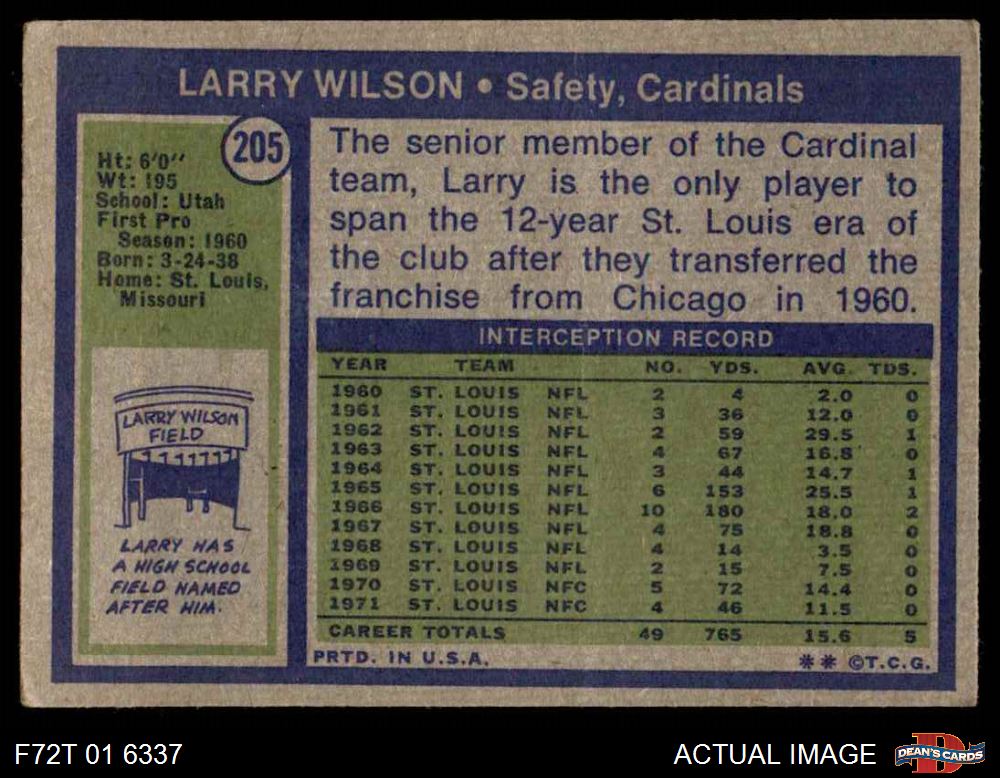 LARRY WILSON • Safety, Cardinals
205
Ht: 6'0''
Wt: 195
School: Utah
First Pro
Season: 1960
Born: 3-24-38
Home: St. Louis,
Missouri
LARRY WILSON
FIELD
LARRY HAS
A HIGH SCHOOL
FIELD NAMED
AFTER HIM.
The senior member of the Cardinal
team, Larry is the only player to
span the 12-year St. Louis era of
the club after they transferred the
franchise from Chicago in 1960.
INTERCEPTION RECORD
YEAR TEAM NO. YDS. AVG. TDS.
1960 ST. LOUIS NFL 2 4 2.0 0
1961 ST. LOUIS NFL 3 36 12.0 0
1962 ST. LOUIS NFL 2 59 29.5 1
1963 ST. LOUIS NFL 4 67 16.8 0
1964 ST. LOUIS NFL 3 44 14.7 1
1965 ST. LOUIS NFL 6 153 25.5 1
1966 ST. LOUIS NFL 10 180 18.0 2
1967 ST. LOUIS NFL 4 75 18.8 0
1968 ST. LOUIS NFL 4 14 3.5 0
1969 ST. LOUIS NFL 2 15 7.5 0
1970 ST. LOUIS NFC 5 72 14.4 0
1971 ST. LOUIS NFC 4 46 11.5 0
CAREER TOTALS 49 765 15.6 5
PRTD. IN U.S.A. ** ©T.C.G.
F72T 01 6337
ACTUAL IMAGE
D
DEAN'S CARDS